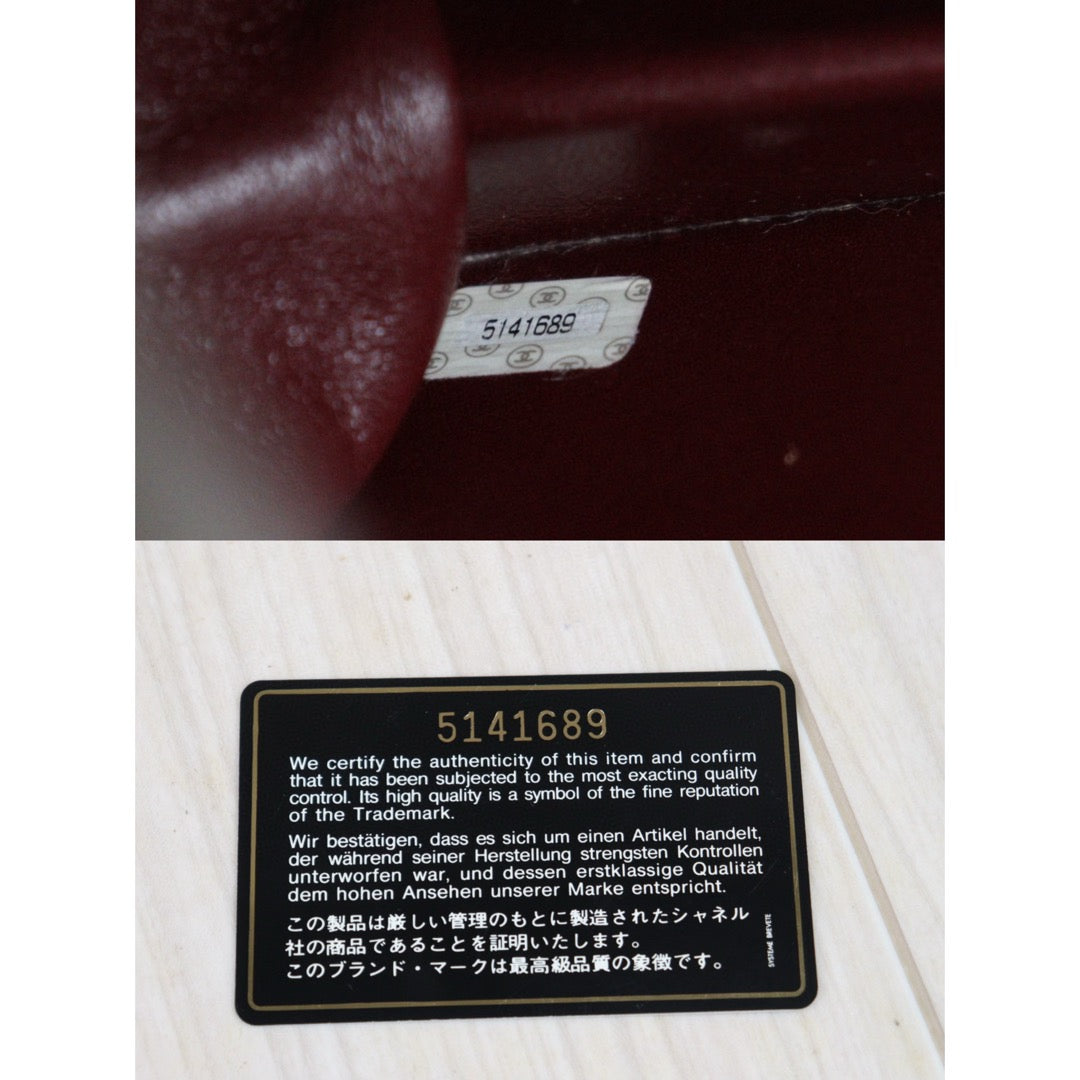 5141689
5141689
We certify the authenticity of this item and confirm
that it has been subjected to the most exacting quality
control. Its high quality is a symbol of the fine reputation
of the Trademark.
Wir bestätigen, dass es sich um einen Artikel handelt,
der während seiner Herstellung strengsten Kontrollen
unterworfen war, und dessen erstklassige Qualität
dem hohen Ansehen unserer Marke entspricht.
この製品は厳しい管理のもとに製造されたシャネル
社の商品であることを証明いたします。
このブランド・マークは最高級品質の象徴です。
SYSTEME BREVETE